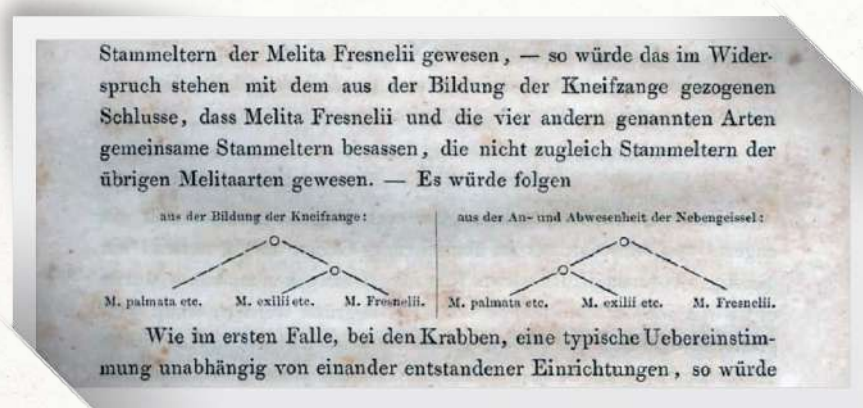 Stammeltern der Melita Fresnelii gewesen, — so würde das im Wider-
spruch stehen mit dem aus der Bildung der Kneifzange gezogenen
Schlusse, dass Melita Fresnelii und die vier andern genannten Arten
gemeinsame Stammeltern besassen, die nicht zugleich Stammeltern der
übrigen Melitaarten gewesen. — Es würde folgen
aus der Bildung der Kneifzange:
M. palmata etc. M. exilii etc. M. Fresnelii.
aus der An- und Abwesenheit der Nebengeissel:
M. palmata etc. M. exilii etc. M. Fresnelii.
Wie im ersten Falle, bei den Krabben, eine typische Uebereinstim-
mung unabhängig von einander entstandener Einrichtungen, so würde